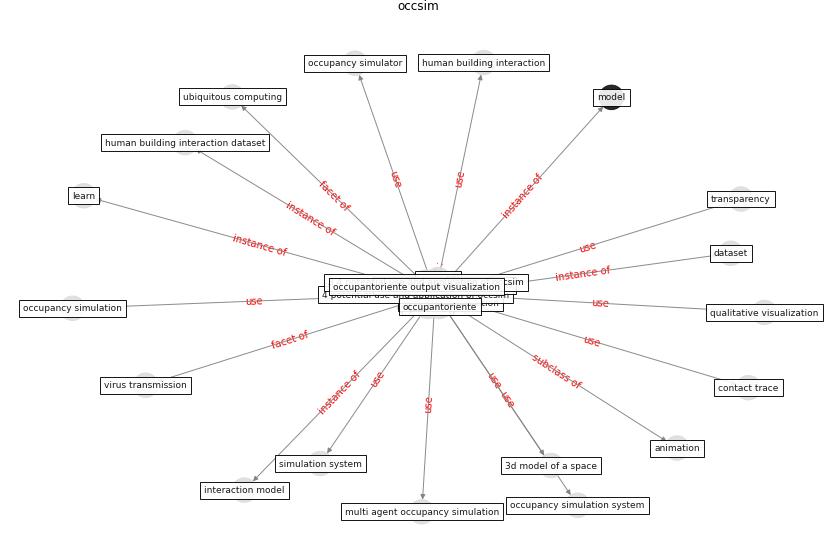 occsim
occupancy simulator
human building interaction
ubiquitous computing
model
human building interaction dataset
use
use
learn
facet of
instance of
transparency
instance of
instance of
use
dataset
instance of
csim
occupantoriente output visualization
4 potential use and application of occsim
occupantoriente
occupancy simulation
use
use
qualitative visualization
facet of
use
virus transmission
use
instance of
use
subclass of
contact trace
use
use
use
animation
simulation system
3d model of a space
interaction model
multi agent occupancy simulation
occupancy simulation system